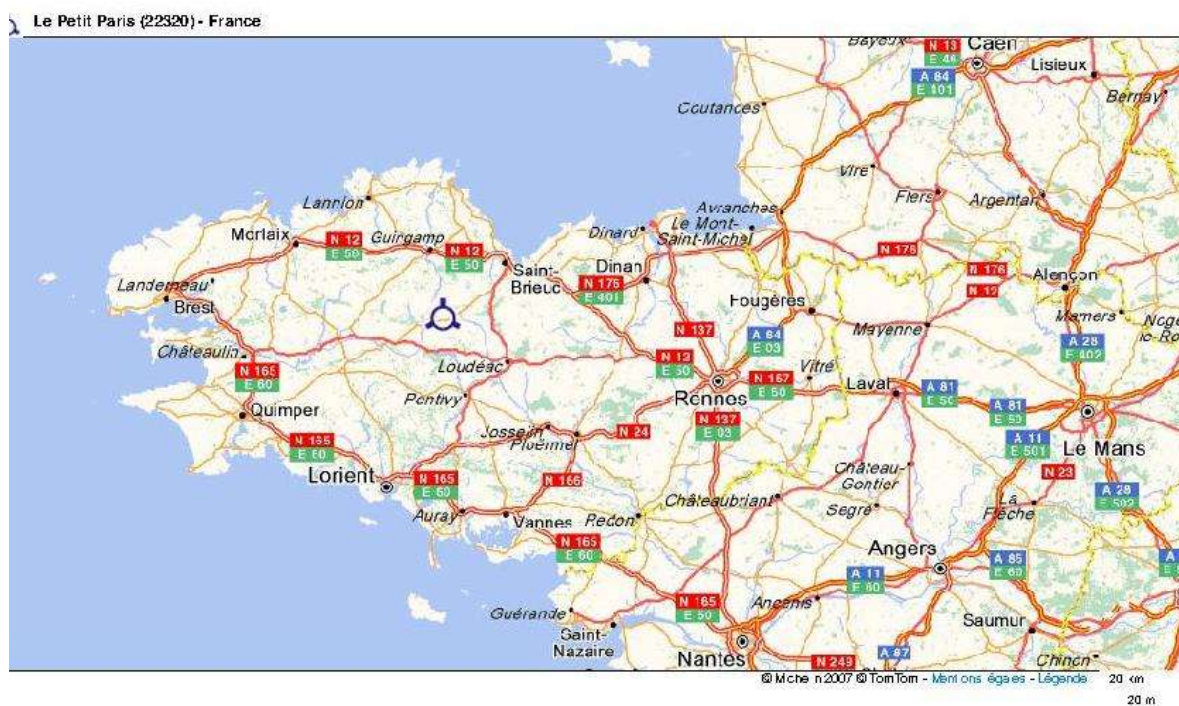 Le Petit Paris (22320) - France
Bayeux
N 13
E 46
Caen
Lisieux
A 84
E 401
Bernay
Coutances
Vire
Flers
Argentan
Lannion
Avranches
Le Mont-
Saint-Michel
Dinard
Morlaix
N 12
E 50
Guingamp
N 12
E 50
Saint-
Brieuc
Dinan
N 176
E 401
N 176
N 176
N 12
Alençon
Landerneau
Brest
Fougères
Mayenne
Mamers
N 137
A 84
E 03
A 28
E 402
Châteaulin
N 165
E 60
Loudéac
N 12
E 50
Rennes
N 157
E 50
Vitré
Laval
A 81
E 50
A 81
E 50
Le Mans
Pontivy
Quimper
N 165
E 60
Josselin
Ploërmel
N 24
N 137
E 03
A 11
E 501
N 23
Lorient
N 165
E 60
N 166
Château-
Gontier
Châteaubriant
Segré
La
Flèche
A 28
E 502
Auray
Vannes
Redon
N 165
E 60
Angers
A 11
E 60
A 85
E 60
Guérande
Saint-
Nazaire
N 165
E 50
Ancenis
Saumur
Nantes
N 249
A 87
Chinon
© Michelin 2007 © TomTom - Mentions égales - Légende
20 km
20 m